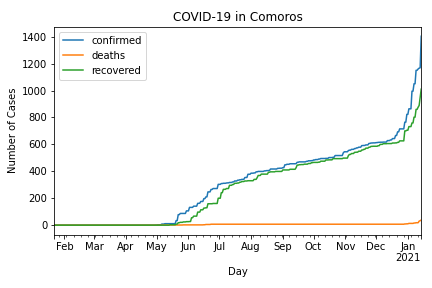 COVID-19 in Comoros
confirmed
deaths
recovered
Number of Cases
1400
1200
1000
800
600
400
200
0
Feb Mar Apr May Jun Jul Aug Sep Oct Nov Dec Jan
2021
Day